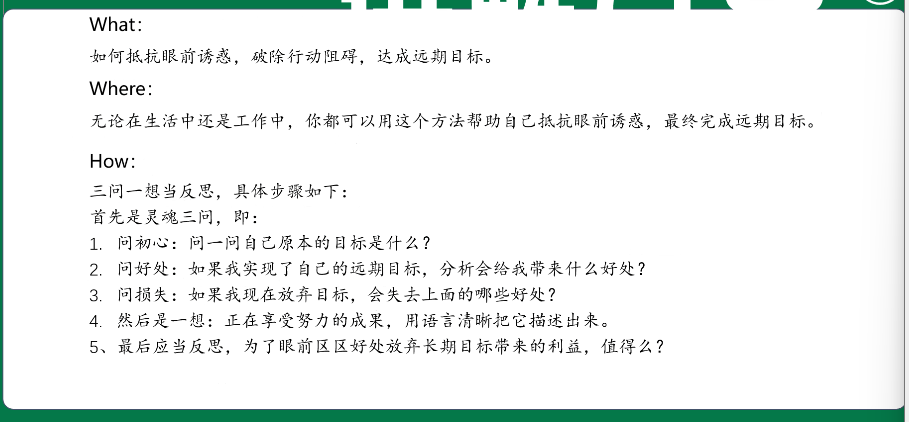 What:
如何抵抗眼前诱惑，破除行动阻碍，达成远期目标。
Where:
无论在生活中还是工作中，你都可以用这个方法帮助自己抵抗眼前诱惑，最终完成远期目标。
How:
三问一想当反思，具体步骤如下：
首先是灵魂三问，即：
1. 问初心：问一问自己原本的目标是什么？
2. 问好处：如果我实现了自己的远期目标，分析会给我带来什么好处？
3. 问损失：如果我现在放弃目标，会失去上面的哪些好处？
4. 然后是一想：正在享受努力的成果，用语言清晰把它描述出来。
5、最后应当反思，为了眼前区区好处放弃长期目标带来的利益，值得么？